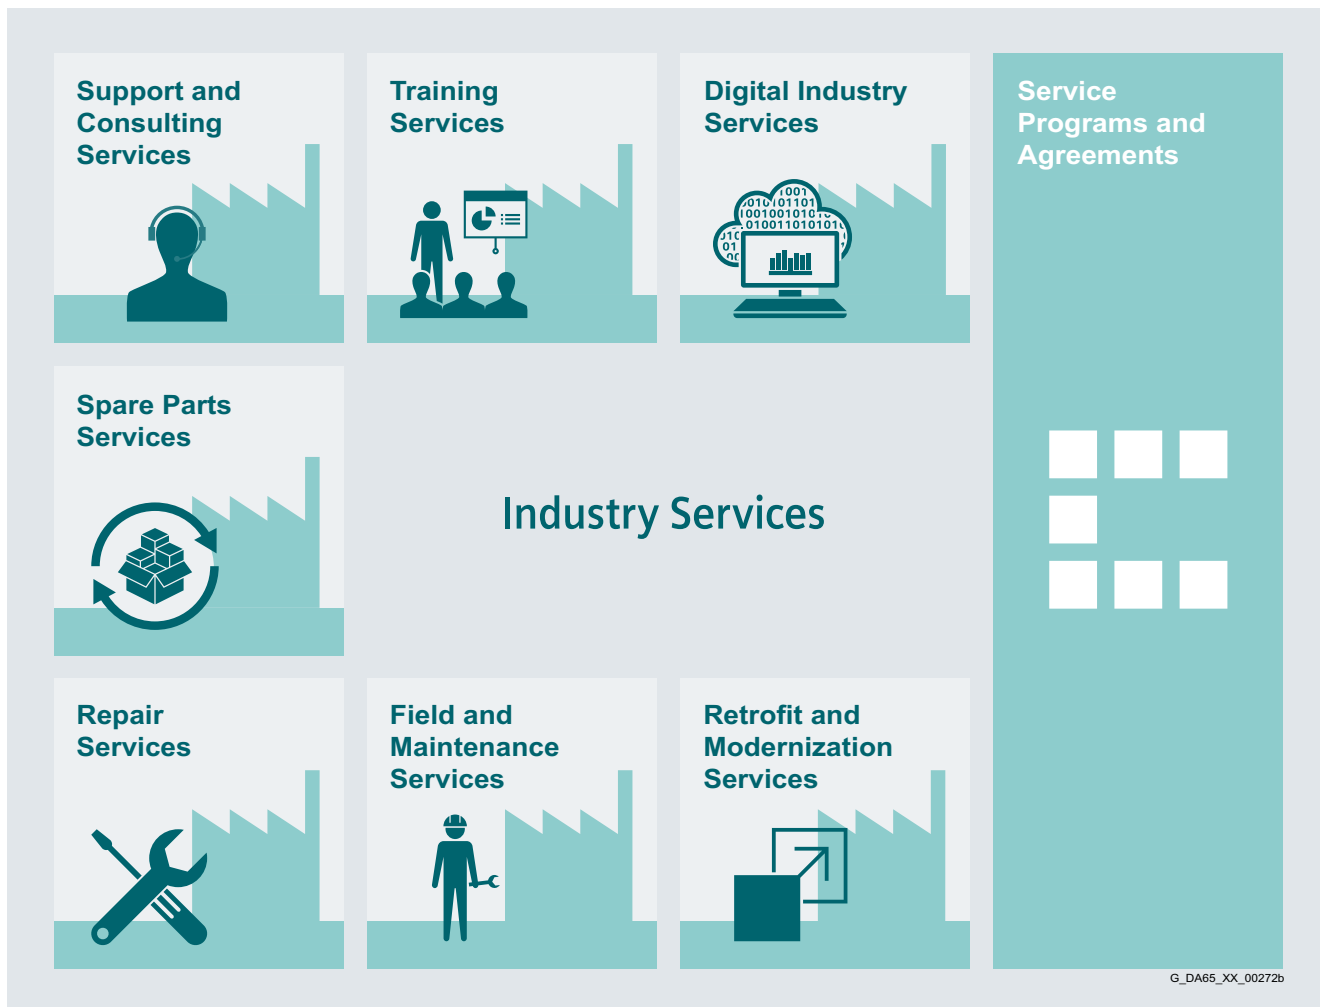 Support and
Consulting
Services
Training
Services
Digital Industry
Services
Service
Programs and
Agreements
Spare Parts
Services
Industry Services
Repair
Services
Field and
Maintenance
Services
Retrofit and
Modernization
Services
G_DA65_XX_00272b